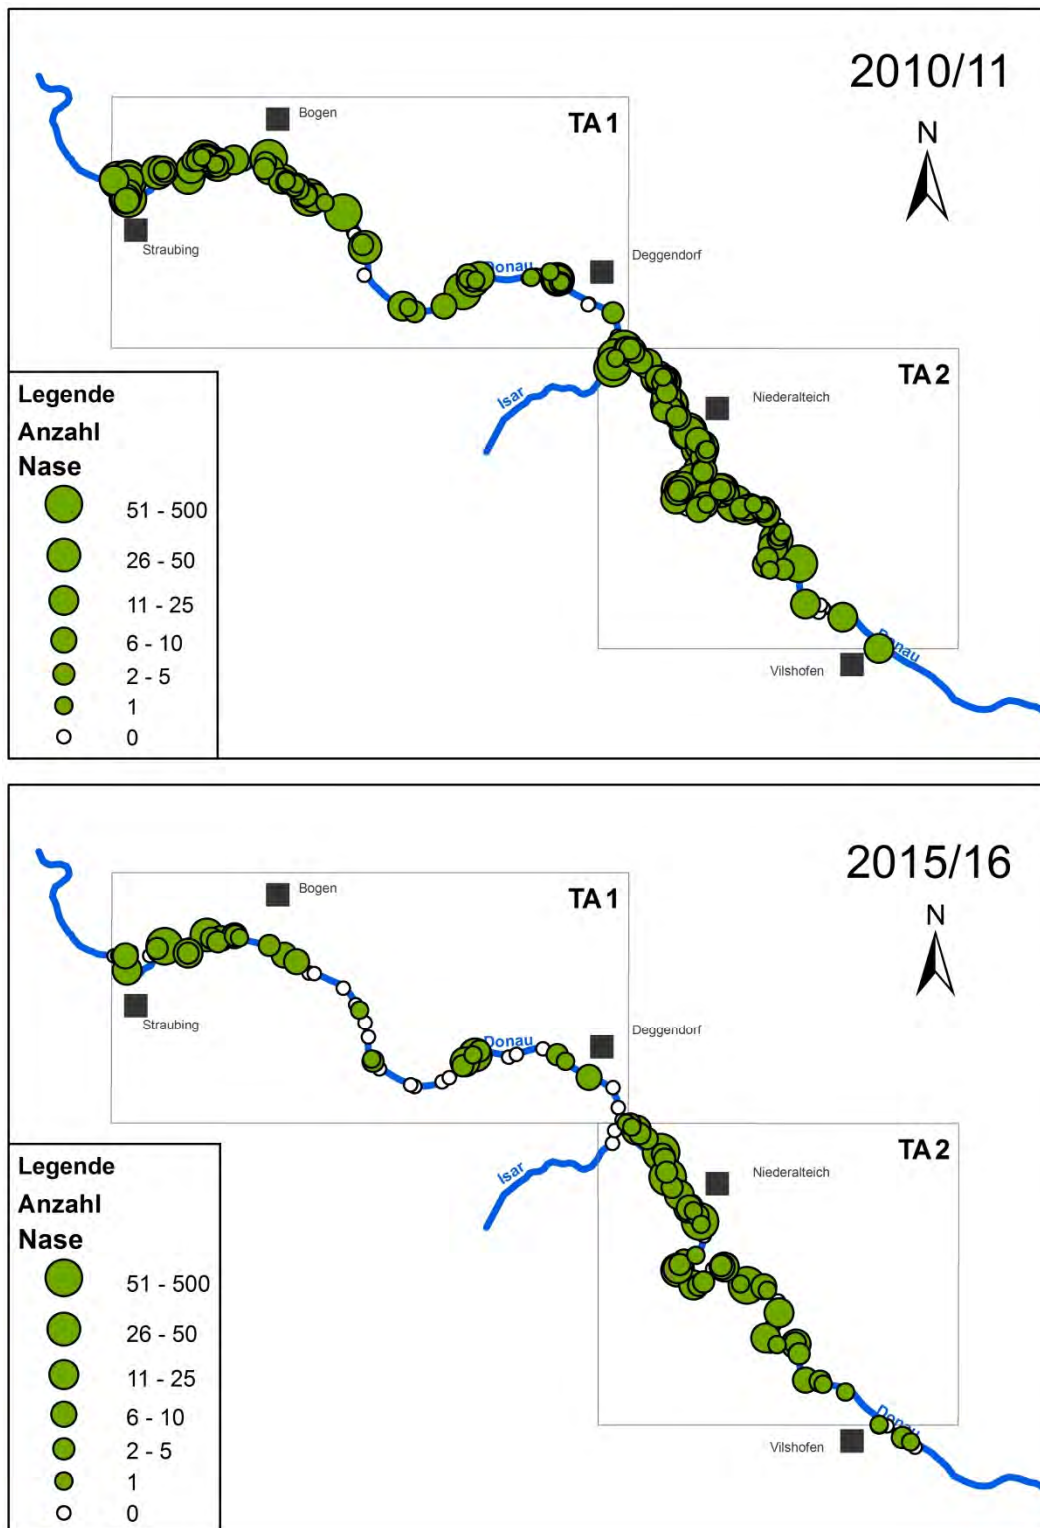 2010/11
N
TA 1
Bogen
Straubing
Donau
Deggendorf
TA 2
Isar
Niederalteich
Donau
Vilshofen
Legende
Anzahl
Nase
51 - 500
26 - 50
11 - 25
6 - 10
2 - 5
1
0
2015/16
N
TA 1
Bogen
Straubing
Donau
Deggendorf
TA 2
Isar
Niederalteich
Donau
Vilshofen
Legende
Anzahl
Nase
51 - 500
26 - 50
11 - 25
6 - 10
2 - 5
1
0